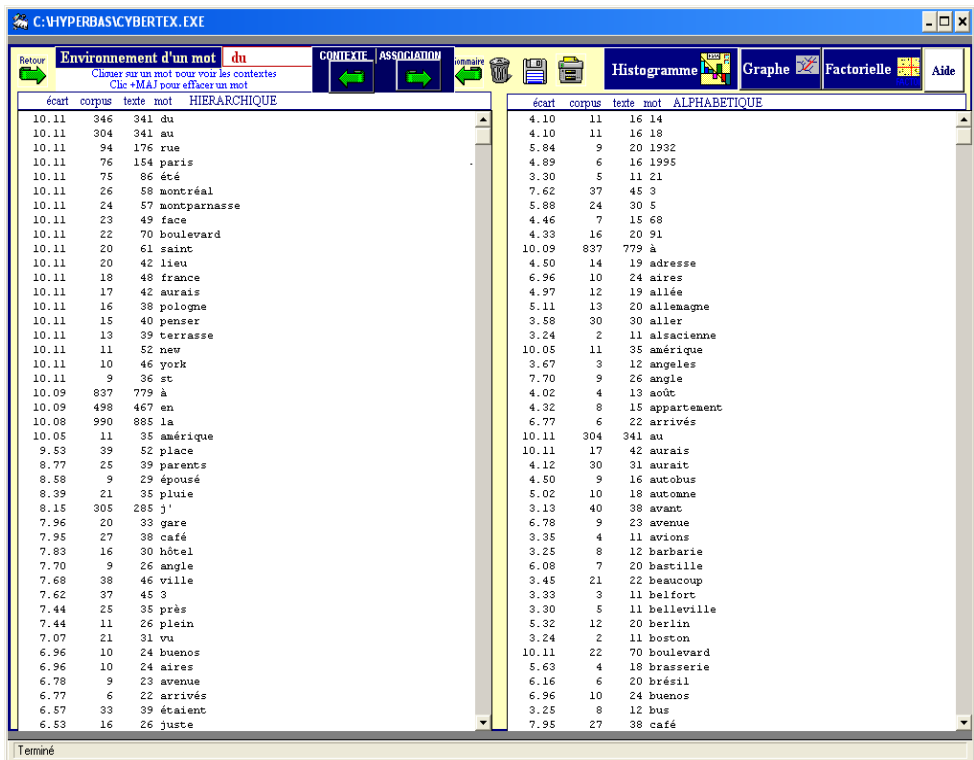 C:\HYPERBAS\CYBERTEX.EXE
Retour Environnement d'un mot du CONTEXTE ASSOCIATION Histogramme Graphe Factorielle Aide
Cliquer sur un mot pour voir les contextes
Clic +MAJ pour effacer un mot
écart corpus texte mot HIERARCHIQUE
10.11 346 341 du
10.11 304 341 au
10.11 94 176 rue
10.11 76 154 paris
10.11 75 86 été
10.11 26 58 montréal
10.11 24 57 montparnasse
10.11 23 49 face
10.11 22 70 boulevard
10.11 20 61 saint
10.11 20 42 lieu
10.11 18 48 france
10.11 17 42 aurais
10.11 16 38 pologne
10.11 15 40 penser
10.11 13 39 terrasse
10.11 11 52 new
10.11 10 46 york
10.11 9 36 st
10.09 837 779 à
10.09 498 467 en
10.08 990 885 la
10.05 11 35 amérique
9.53 39 52 place
8.77 25 39 parents
8.58 9 29 épousé
8.39 21 35 pluie
8.15 305 285 j'
7.96 20 33 gare
7.95 27 38 café
7.83 16 30 hôtel
7.70 9 26 angle
7.68 38 46 ville
7.62 37 45 3
7.44 25 35 près
7.44 11 26 plein
7.07 21 31 vu
6.96 10 24 buenos
6.96 10 24 aires
6.78 9 23 avenue
6.77 6 22 arrivés
6.57 33 39 étaient
6.53 16 26 juste
écart corpus texte mot ALPHABETIQUE
4.10 11 16 14
4.10 11 16 18
5.84 9 20 1932
4.89 6 16 1995
3.30 5 11 21
7.62 37 45 3
5.88 24 30 5
4.46 7 15 68
4.33 16 20 91
10.09 837 779 à
4.50 14 19 adresse
6.96 10 24 aires
4.97 12 19 allée
5.11 13 20 allemagne
3.58 30 30 aller
3.24 2 11 alsacienne
10.05 11 35 amérique
3.67 3 12 angeles
7.70 9 26 angle
4.02 4 13 août
4.32 8 15 appartement
6.77 6 22 arrivés
10.11 304 341 au
10.11 17 42 aurais
4.12 30 31 aurait
4.50 9 16 autobus
5.02 10 18 automne
3.13 40 38 avant
6.78 9 23 avenue
3.35 4 11 avions
3.25 8 12 barbarie
6.08 7 20 bastille
3.45 21 22 beaucoup
3.33 3 11 belfort
3.30 5 11 belleville
5.32 12 20 berlin
3.24 2 11 boston
10.11 22 70 boulevard
5.63 4 18 brasserie
6.16 6 20 brésil
6.96 10 24 buenos
3.25 8 12 bus
7.95 27 38 café
Terminé